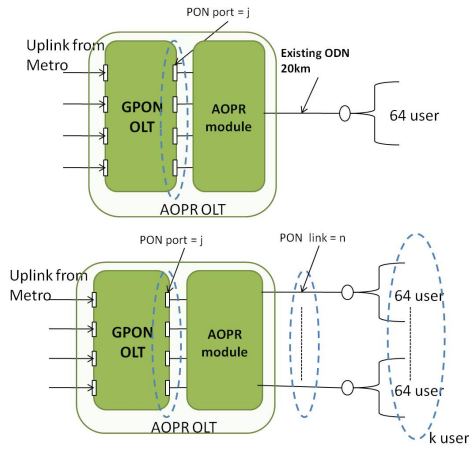 PON port = j
Uplink from
Metro
Existing ODN
20km
GPON
OLT
AOPR
module
64 user
AOPR OLT
PON port = j
PON link = n
Uplink from
Metro
64 user
GPON
OLT
AOPR
module
64 user
AOPR OLT
k user